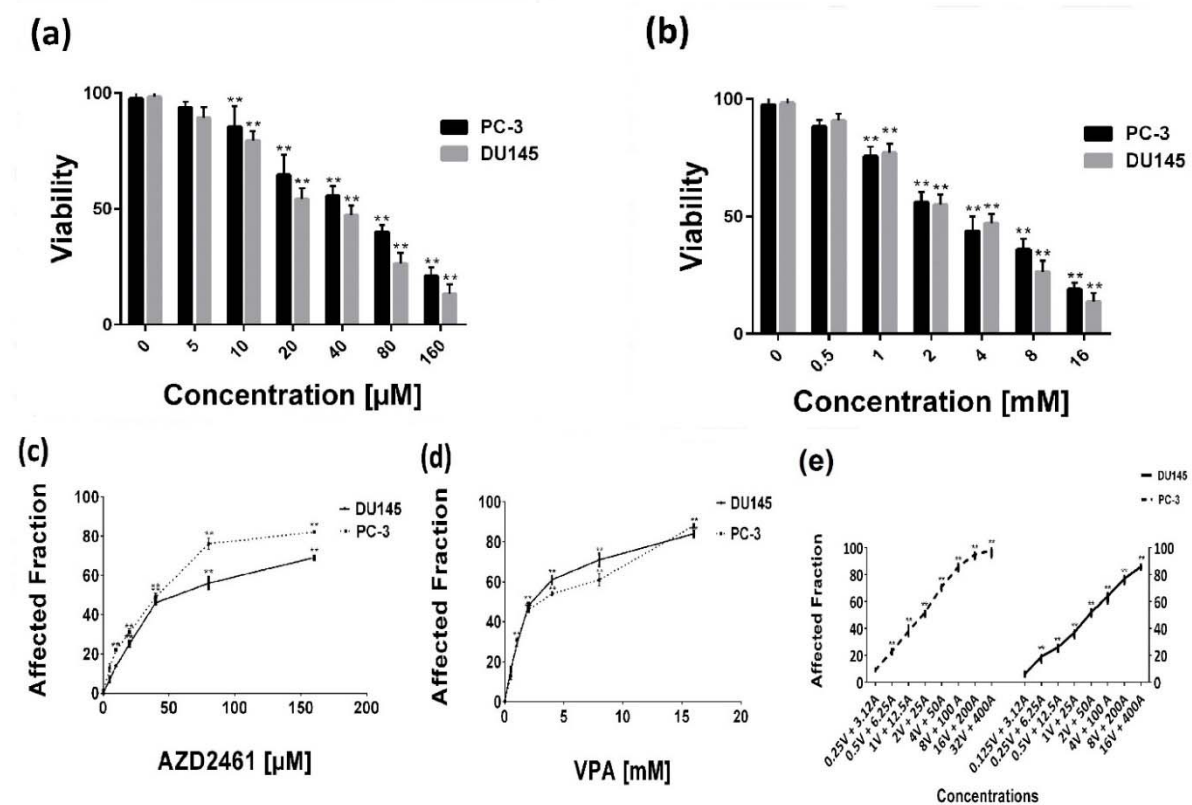 (a)
100
50
0
Viability
** ** ** ** ** ** ** ** ** **
PC-3
DU145
0 5 10 20 40 80 160
Concentration [µM]
(b)
100
50
0
Viability
** ** ** ** ** ** ** ** ** **
PC-3
DU145
0 0.5 1 2 4 8 16
Concentration [mM]
(c)
Affected Fraction
100
80
60
40
20
0
DU145
PC-3
0 50 100 150 200
AZD2461 [µM]
(d)
Affected Fraction
100
80
60
40
20
0
DU145
PC-3
0 5 10 15 20
VPA [mM]
(e)
DU145
PC-3
Affected Fraction
100
80
60
40
20
0
100
80
60
40
20
0
0.25V + 3.12A
0.5V + 6.25A
1V + 12.5A
2V + 25A
4V + 50A
8V + 100 A
16V + 200A
32V + 400A
0.125V + 3.12A
0.25V + 6.25A
0.5V + 12.5A
1V + 25A
2V + 50A
4V + 100 A
8V + 200A
16V + 400A
Concentrations